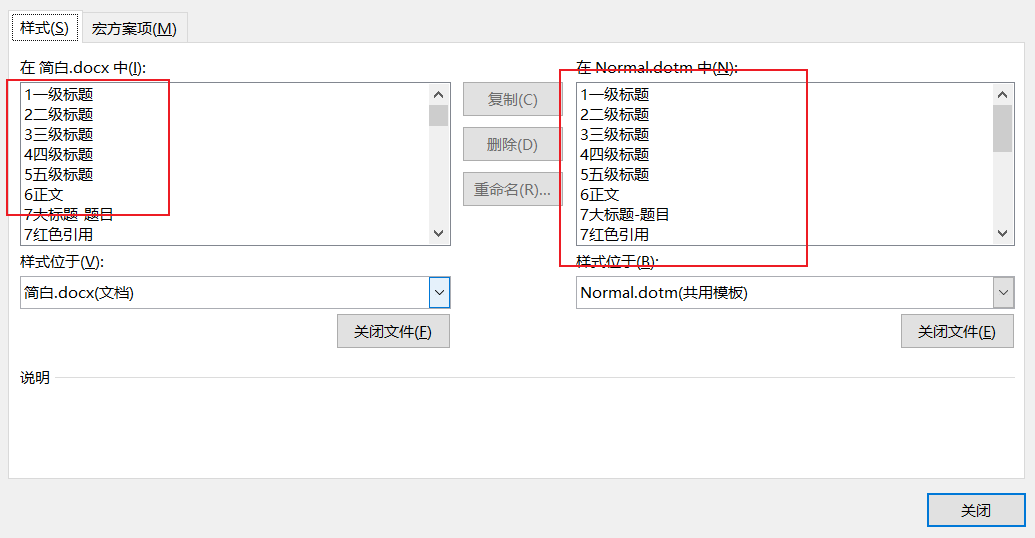 样式(S) 宏方案项(M)
在 简白.docx 中(I):
1一级标题
2二级标题
3三级标题
4四级标题
5五级标题
6正文
7大标题-题目
7红色引用
样式位于(V):
简白.docx(文档)
关闭文件(F)
复制(C)
删除(D)
重命名(R)...
在 Normal.dotm 中(N):
1一级标题
2二级标题
3三级标题
4四级标题
5五级标题
6正文
7大标题-题目
7红色引用
样式位于(B):
Normal.dotm(共用模板)
关闭文件(E)
说明
关闭